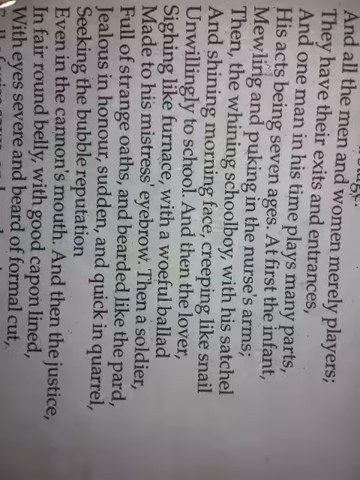 And all the men and women merely players;
They have their exits and entrances,
And one man in his time plays many parts,
His acts being seven ages. At first the infant,
Mewling and puking in the nurse's arms;
Then, the whining schoolboy, with his satchel
And shining morning face, creeping like snail
Unwillingly to school. And then the lover,
Sighing like furnace, with a woeful ballad
Made to his mistress' eyebrow. Then a soldier,
Full of strange oaths, and bearded like the pard,
Jealous in honour, sudden, and quick in quarrel,
Seeking the bubble reputation
Even in the cannon's mouth. And then the justice,
In fair round belly, with good capon lined,
With eyes severe and beard of formal cut,